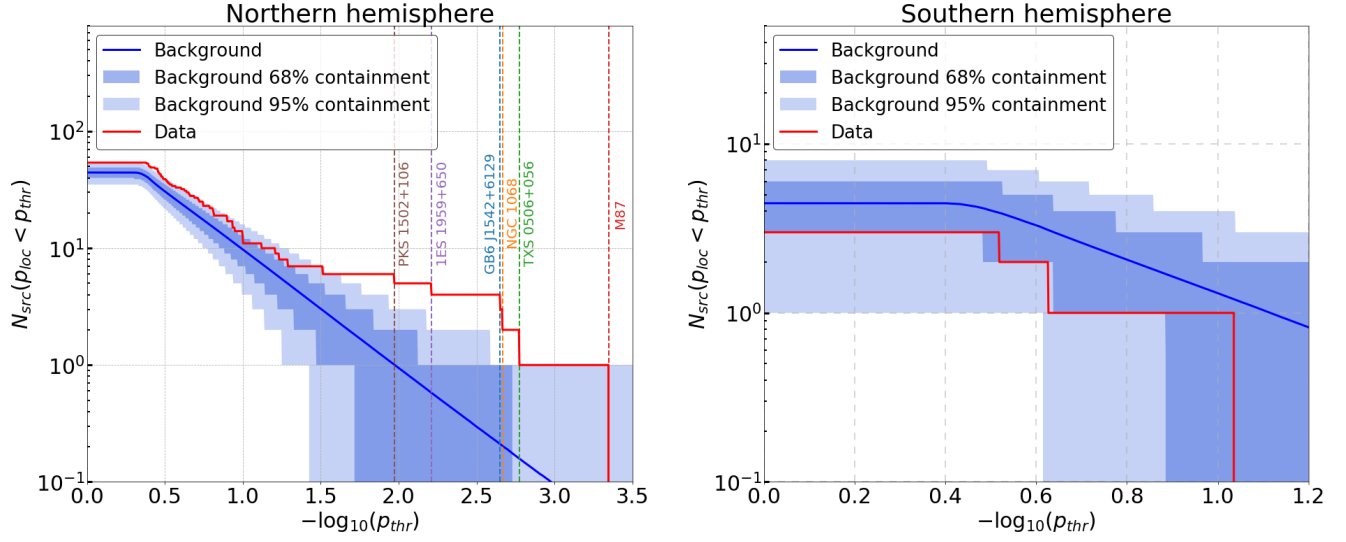 Northern hemisphere
Background
Background 68% containment
Background 95% containment
Data
PKS 1502+106
1ES 1959+650
GB6 J1542+6129
NGC 1068
TXS 0506+056
M87
N_src(p_loc < p_thr)
10^2
10^1
10^0
10^−1
0.0 0.5 1.0 1.5 2.0 2.5 3.0 3.5
−log10(p_thr)
Southern hemisphere
Background
Background 68% containment
Background 95% containment
Data
N_src(p_loc < p_thr)
10^1
10^0
10^−1
0.0 0.2 0.4 0.6 0.8 1.0 1.2
−log10(p_thr)